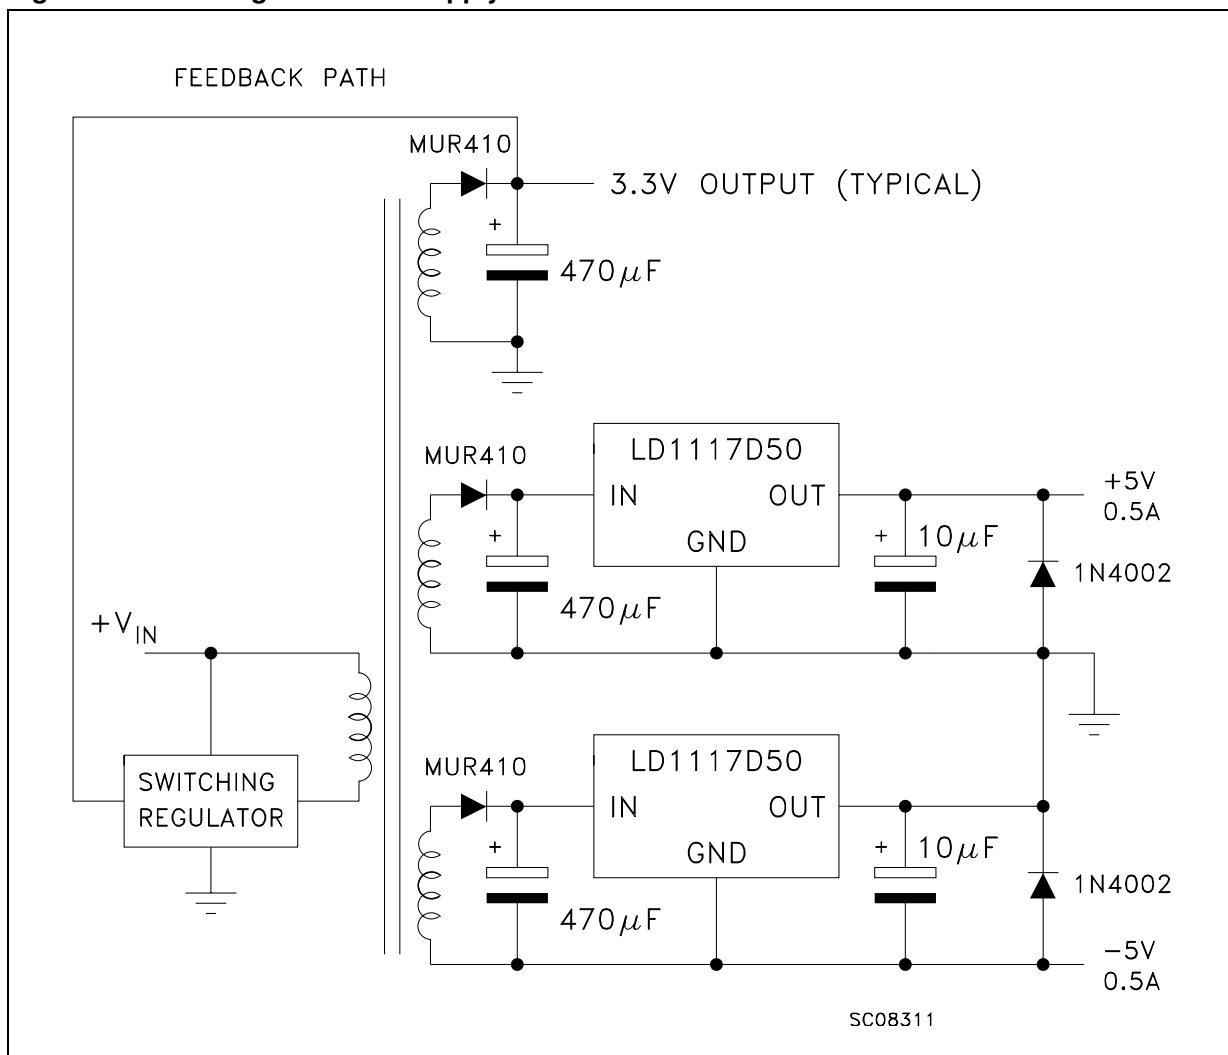 FEEDBACK PATH
MUR410
3.3V OUTPUT (TYPICAL)
+
470µF
MUR410
LD1117D50
IN
OUT
GND
+
470µF
+
10µF
+5V
0.5A
1N4002
+VIN
SWITCHING
REGULATOR
MUR410
LD1117D50
IN
OUT
GND
+
470µF
+
10µF
1N4002
−5V
0.5A
SC08311